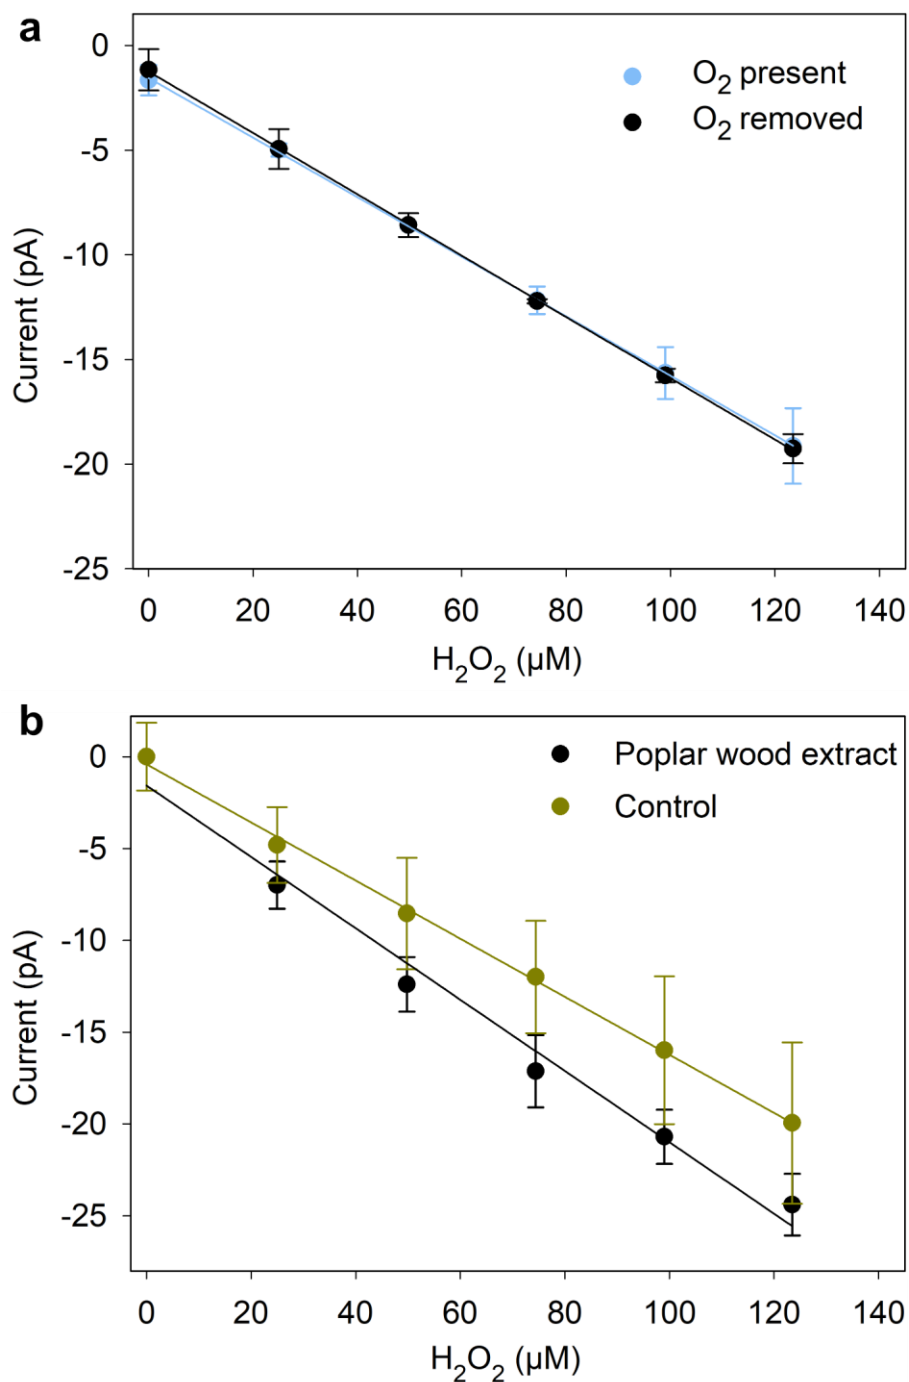 a
O2 present
O2 removed
0
-5
-10
-15
-20
-25
Current (pA)
0 20 40 60 80 100 120 140
H2O2 (µM)
b
Poplar wood extract
Control
0
-5
-10
-15
-20
-25
Current (pA)
0 20 40 60 80 100 120 140
H2O2 (µM)